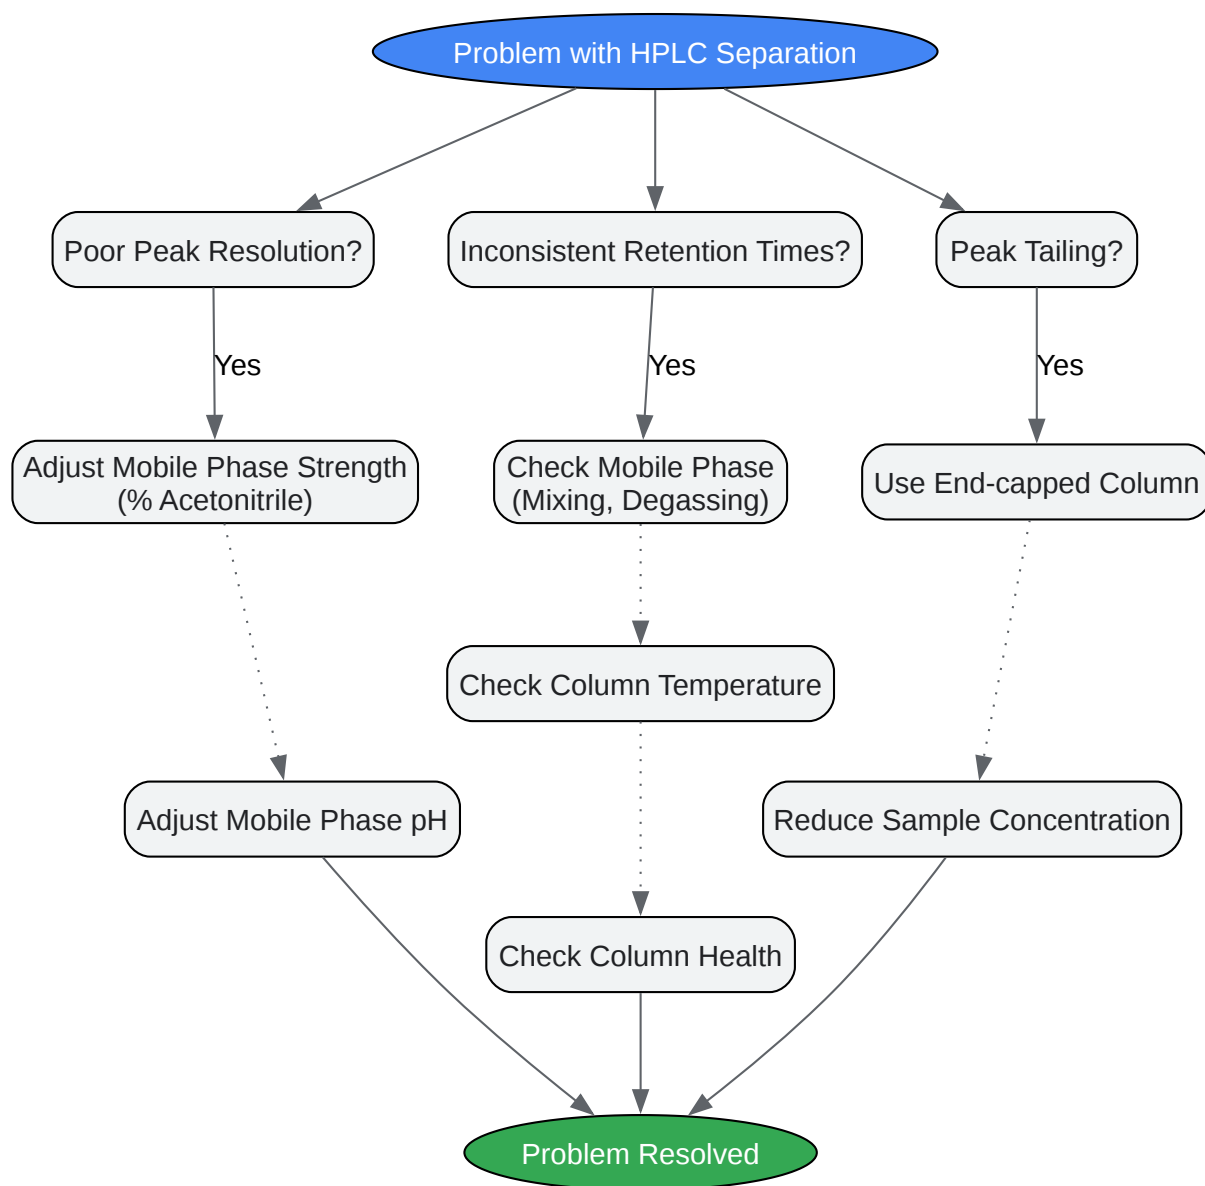 Problem with HPLC Separation
Poor Peak Resolution?
Inconsistent Retention Times?
Peak Tailing?
Yes
Yes
Yes
Adjust Mobile Phase Strength
(% Acetonitrile)
Check Mobile Phase
(Mixing, Degassing)
Use End-capped Column
Check Column Temperature
Adjust Mobile Phase pH
Reduce Sample Concentration
Check Column Health
Problem Resolved